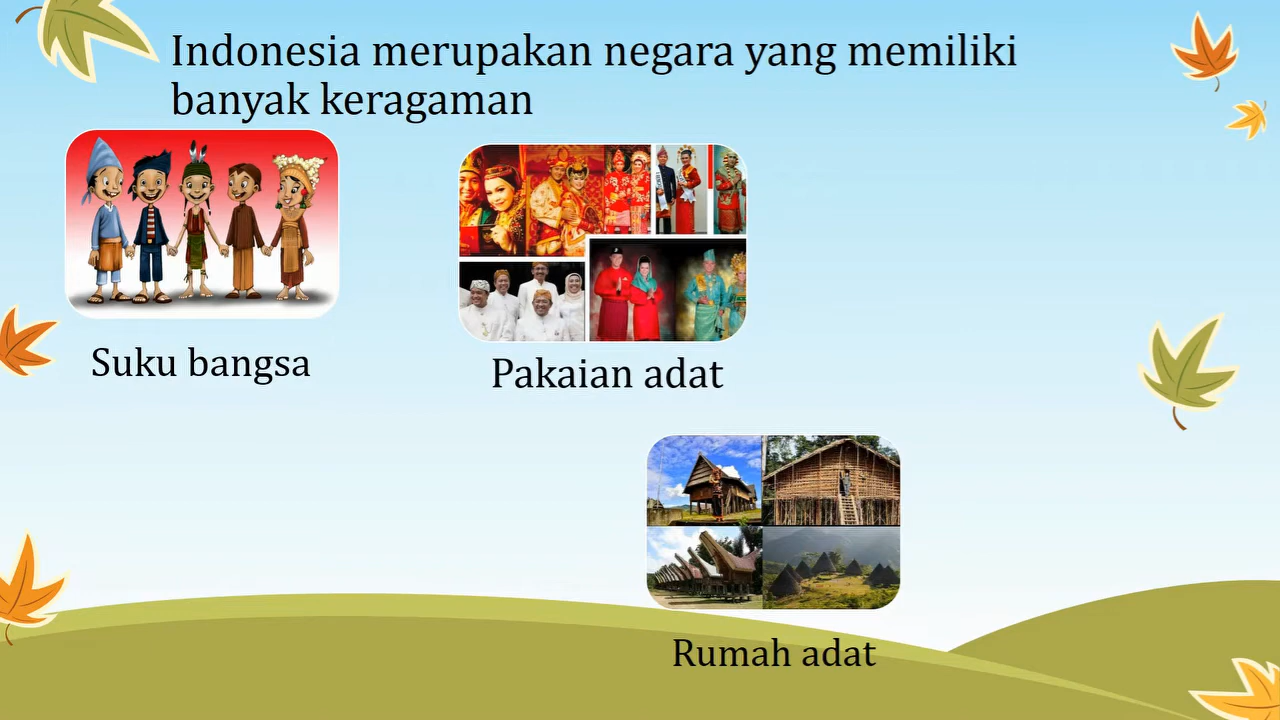 Indonesia merupakan negara yang memiliki
banyak keragaman
Suku bangsa
Pakaian adat
Rumah adat